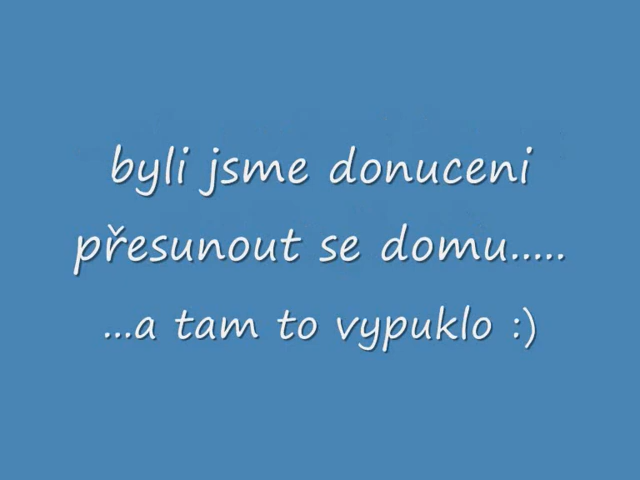 byli jsme donuceni
přesunout se domu.....
...a tam to vypuklo :)